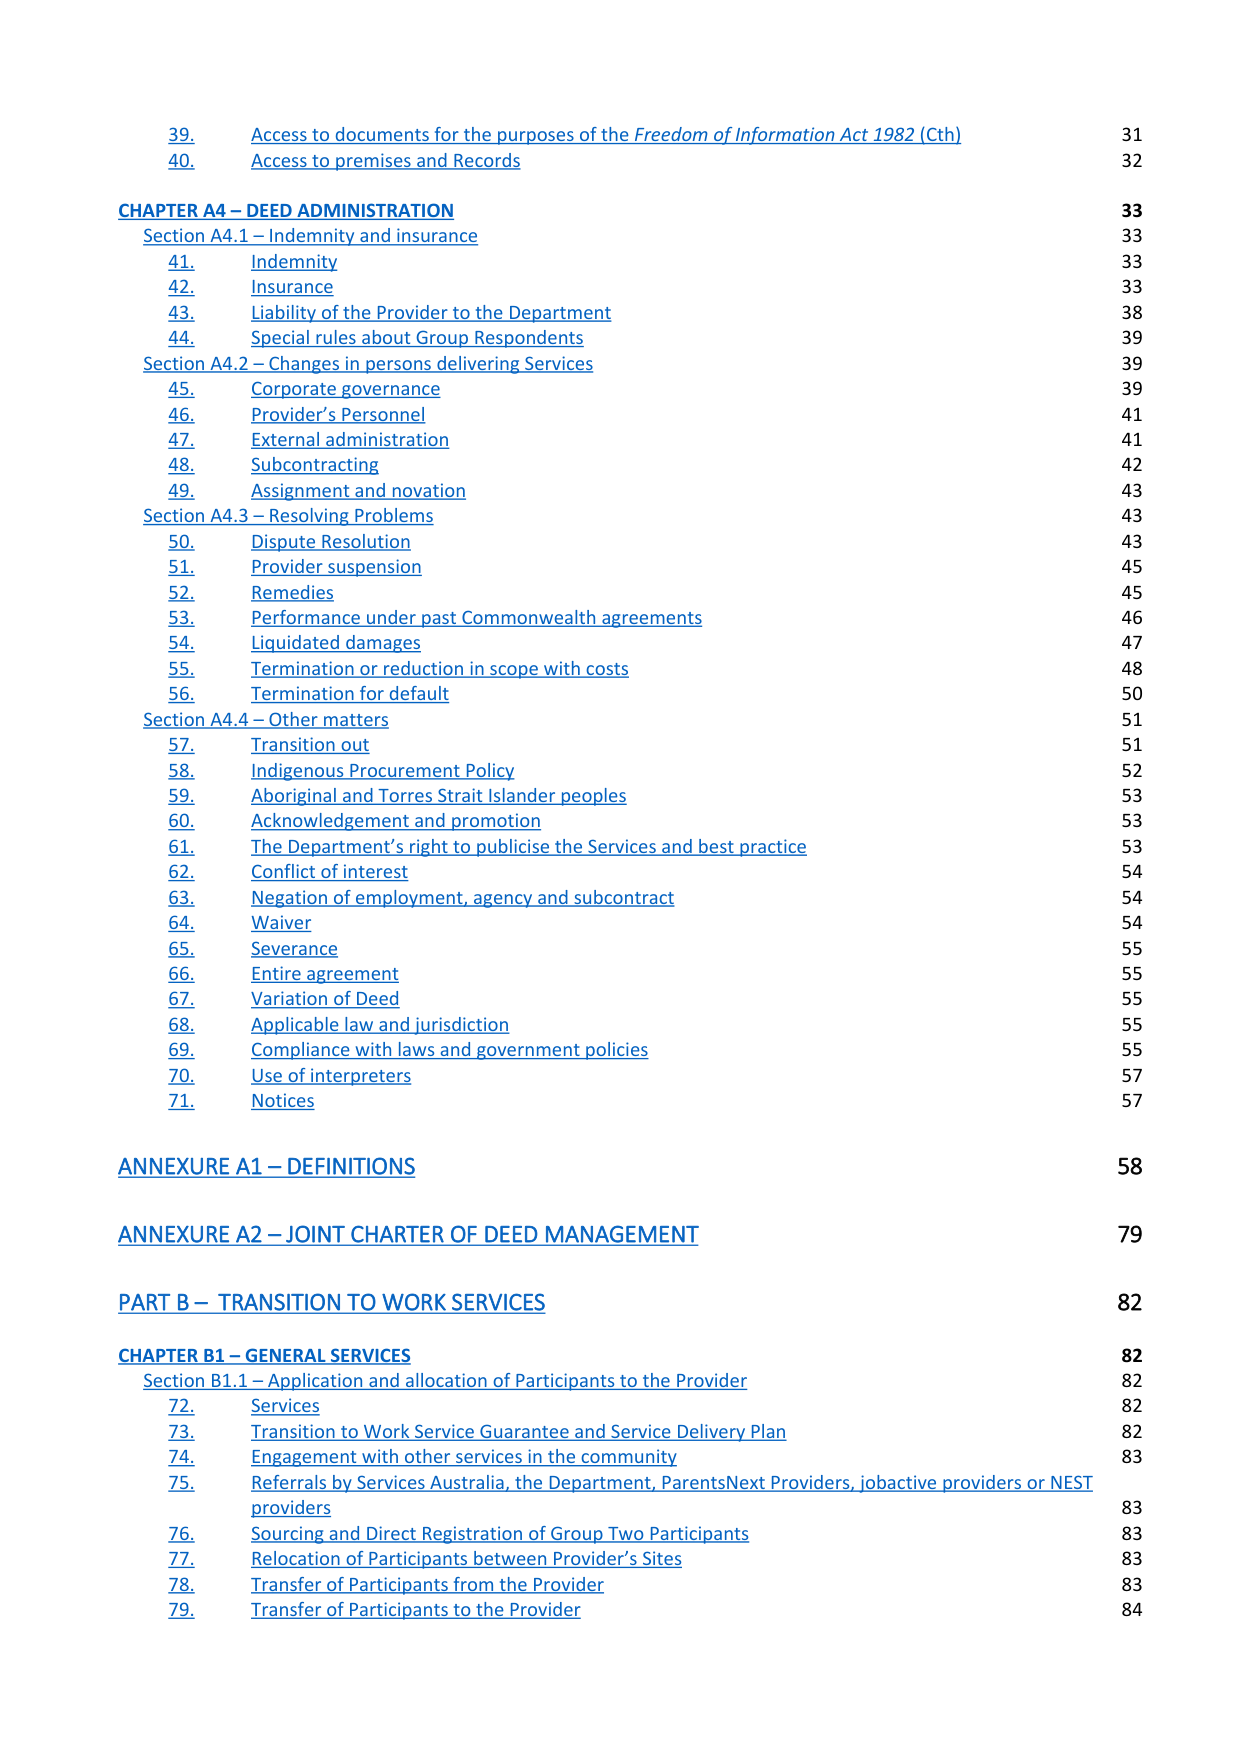 39. Access to documents for the purposes of the Freedom of Information Act 1982 (Cth) 31
40. Access to premises and Records 32
CHAPTER A4 – DEED ADMINISTRATION 33
Section A4.1 – Indemnity and insurance 33
41. Indemnity 33
42. Insurance 33
43. Liability of the Provider to the Department 38
44. Special rules about Group Respondents 39
Section A4.2 – Changes in persons delivering Services 39
45. Corporate governance 39
46. Provider’s Personnel 41
47. External administration 41
48. Subcontracting 42
49. Assignment and novation 43
Section A4.3 – Resolving Problems 43
50. Dispute Resolution 43
51. Provider suspension 45
52. Remedies 45
53. Performance under past Commonwealth agreements 46
54. Liquidated damages 47
55. Termination or reduction in scope with costs 48
56. Termination for default 50
Section A4.4 – Other matters 51
57. Transition out 51
58. Indigenous Procurement Policy 52
59. Aboriginal and Torres Strait Islander peoples 53
60. Acknowledgement and promotion 53
61. The Department’s right to publicise the Services and best practice 53
62. Conflict of interest 54
63. Negation of employment, agency and subcontract 54
64. Waiver 54
65. Severance 55
66. Entire agreement 55
67. Variation of Deed 55
68. Applicable law and jurisdiction 55
69. Compliance with laws and government policies 55
70. Use of interpreters 57
71. Notices 57
ANNEXURE A1 – DEFINITIONS 58
ANNEXURE A2 – JOINT CHARTER OF DEED MANAGEMENT 79
PART B – TRANSITION TO WORK SERVICES 82
CHAPTER B1 – GENERAL SERVICES 82
Section B1.1 – Application and allocation of Participants to the Provider 82
72. Services 82
73. Transition to Work Service Guarantee and Service Delivery Plan 82
74. Engagement with other services in the community 83
75. Referrals by Services Australia, the Department, ParentsNext Providers, jobactive providers or NEST
providers 83
76. Sourcing and Direct Registration of Group Two Participants 83
77. Relocation of Participants between Provider’s Sites 83
78. Transfer of Participants from the Provider 83
79. Transfer of Participants to the Provider 84